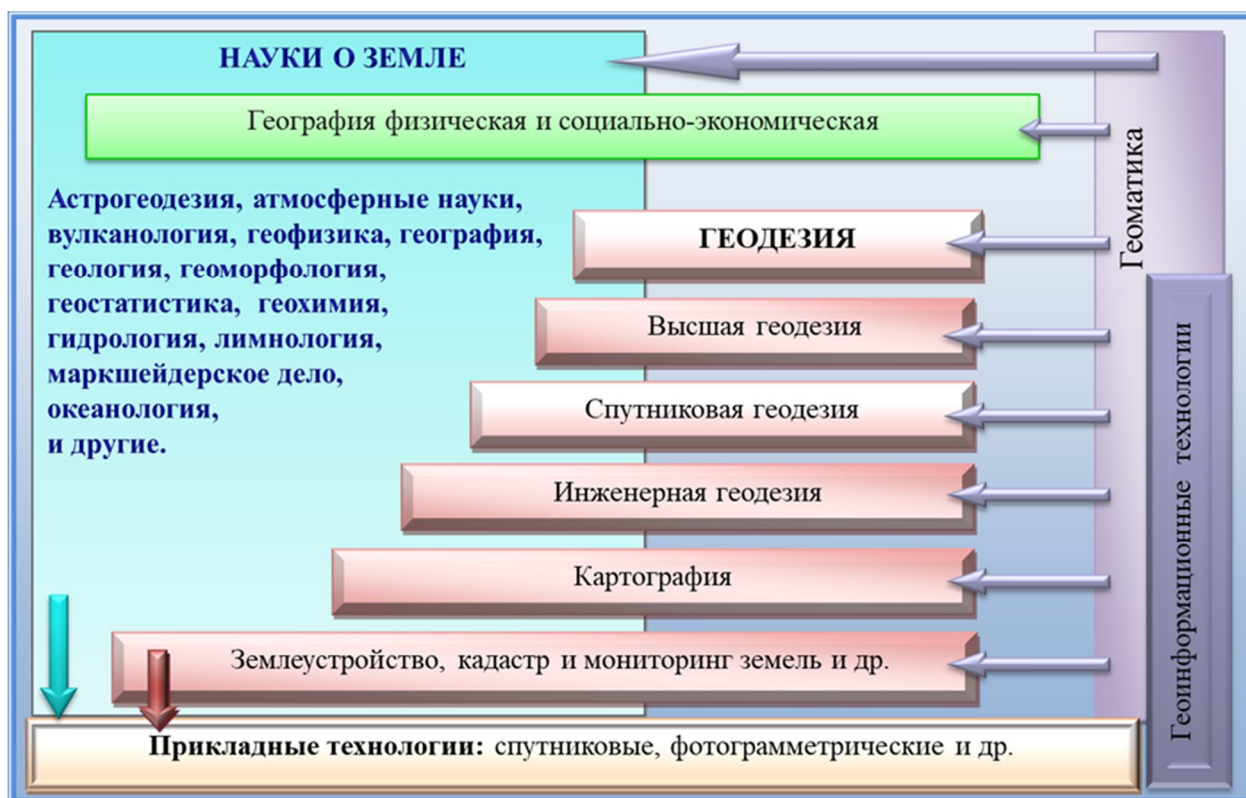 НАУКИ О ЗЕМЛЕ
География физическая и социально-экономическая
Астрогеодезия, атмосферные науки,
вулканология, геофизика, география,
геология, геоморфология,
геостатистика, геохимия,
гидрология, лимнология,
маркшейдерское дело,
океанология,
и другие.
ГЕОДЕЗИЯ
Высшая геодезия
Спутниковая геодезия
Инженерная геодезия
Картография
Землеустройство, кадастр и мониторинг земель и др.
Прикладные технологии: спутниковые, фотограмметрические и др.
Геоматика
Геоинформационные технологии